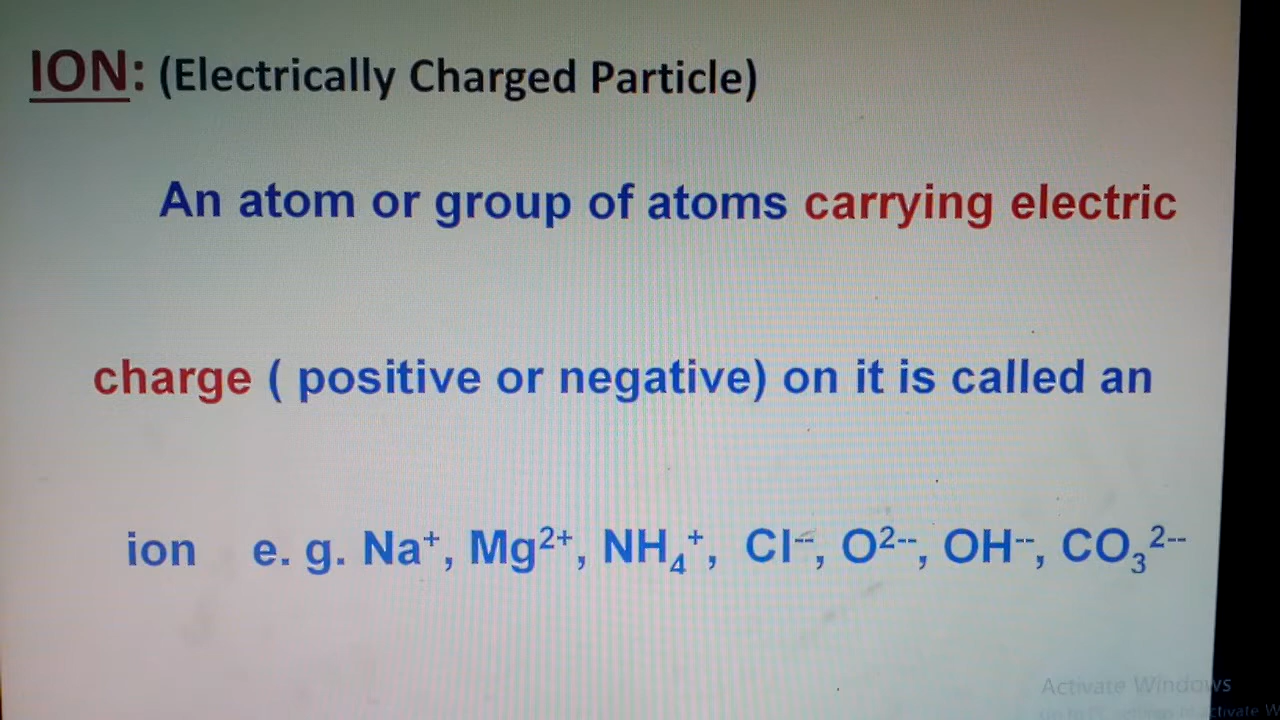 ION: (Electrically Charged Particle)
An atom or group of atoms carrying electric
charge ( positive or negative) on it is called an
ion e. g. Na⁺, Mg²⁺, NH₄⁺, Cl⁻⁻, O²⁻⁻, OH⁻⁻, CO₃²⁻⁻
Activate Windows